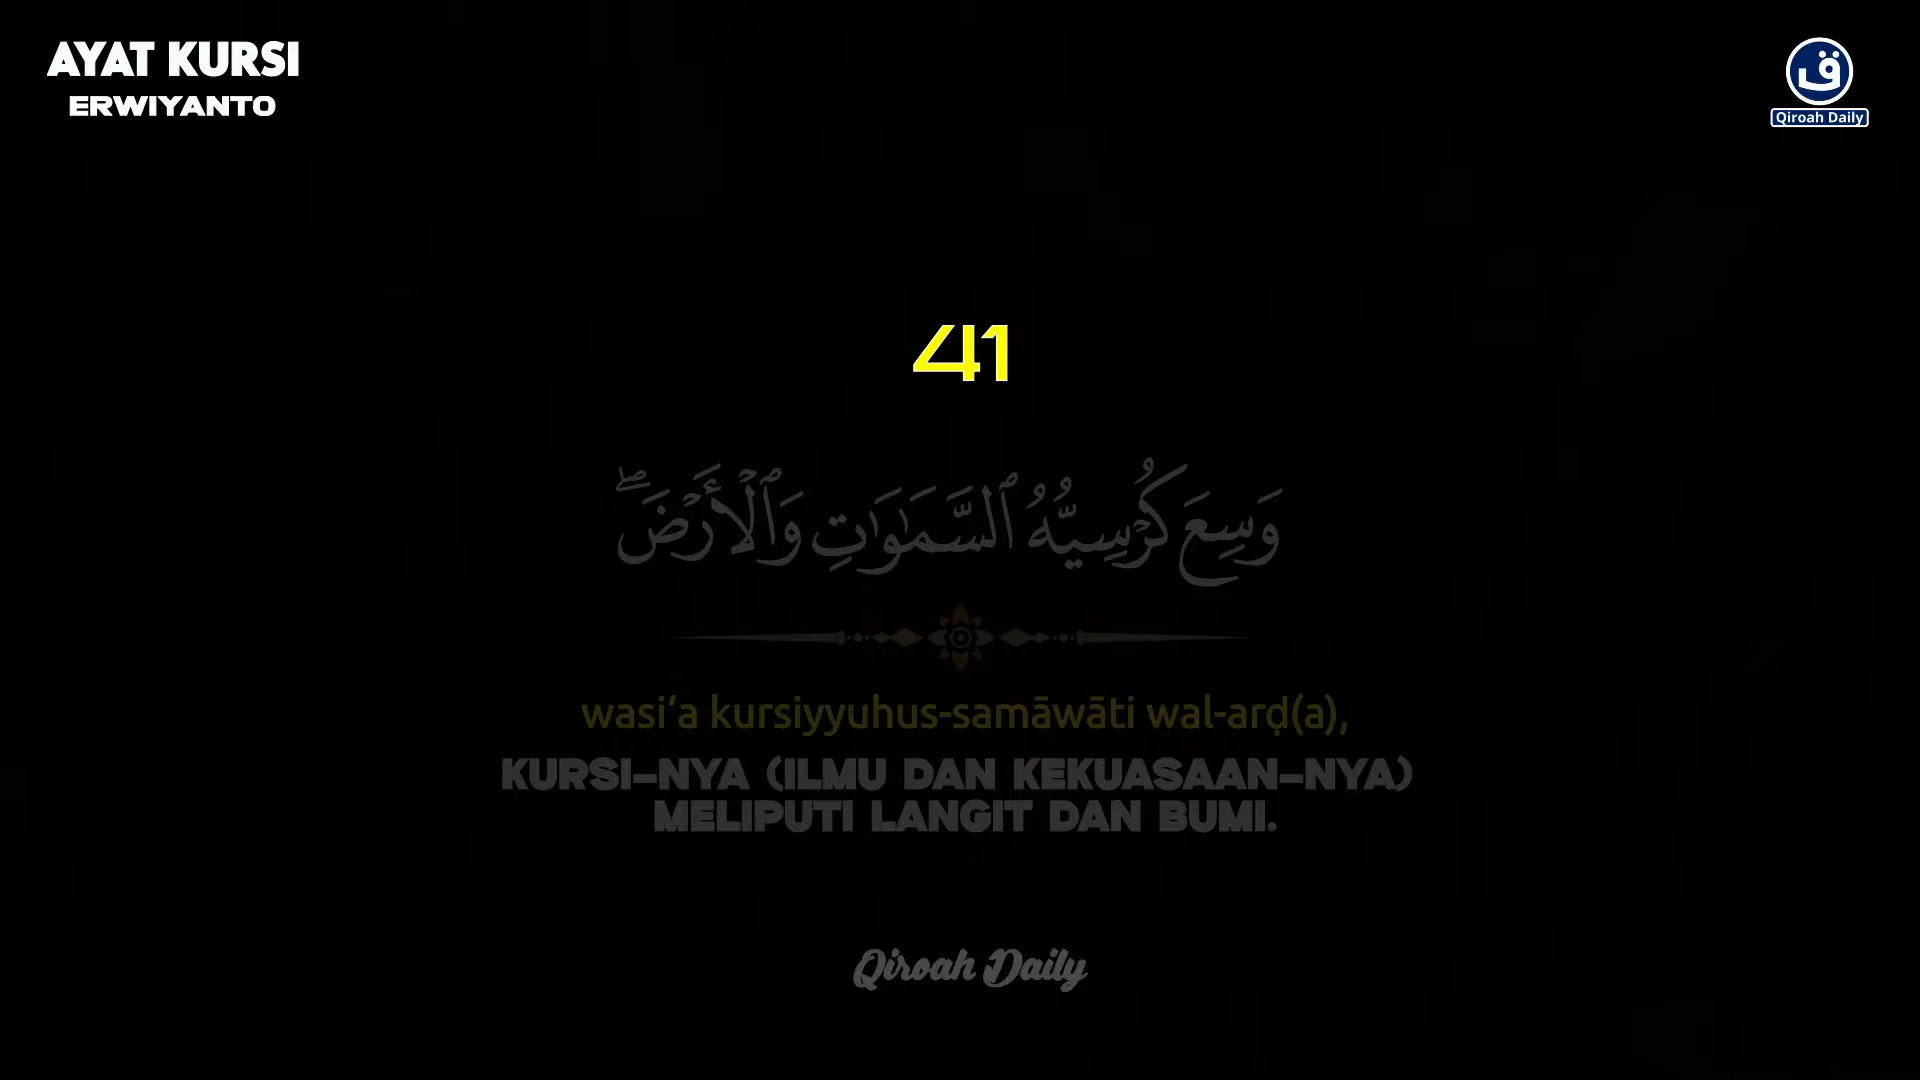 AYAT KURSI
ERWIYANTO
ق
Qiroah Daily
41
وَسِعَ كُرْسِيُّهُ ٱلسَّمَٰوَٰتِ وَٱلْأَرْضَ ۖ
wasi‘a kursiyyuhus-samāwāti wal-arḍ(a),
KURSI-NYA (ILMU DAN KEKUASAAN-NYA)
MELIPUTI LANGIT DAN BUMI.
Qiroah Daily